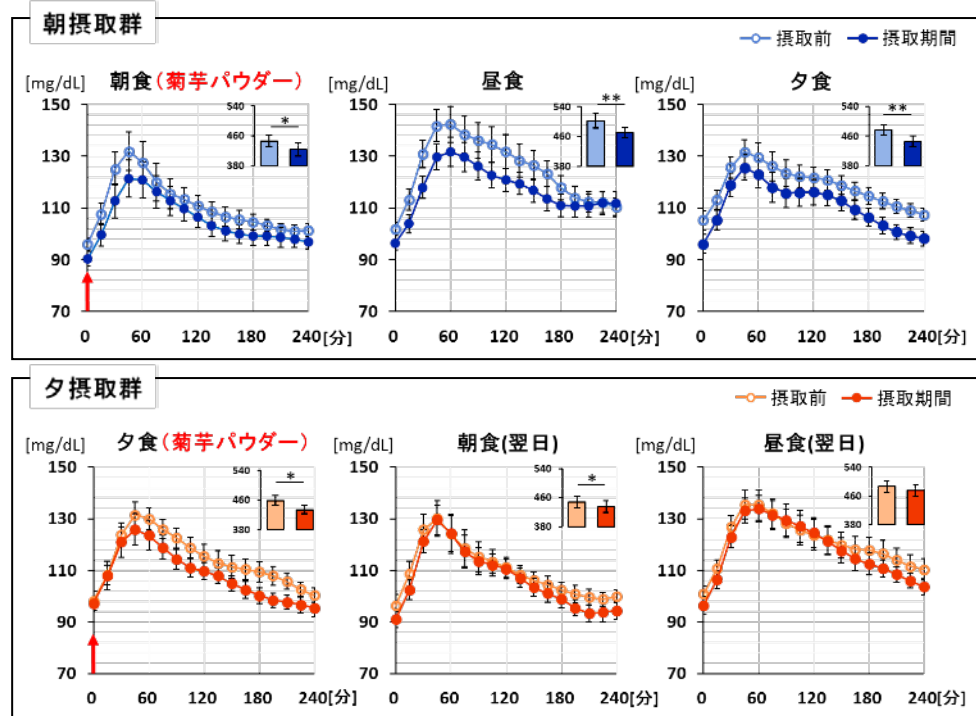 朝摂取群
摂取前 摂取期間
[mg/dL] 朝食(菊芋パウダー) [mg/dL] 昼食 [mg/dL] 夕食
150 540 * 460 380 150 540 ** 460 380 150 540 ** 460 380
130 130 130
110 110 110
90 90 90
70 70 70
0 60 120 180 240[分] 0 60 120 180 240[分] 0 60 120 180 240[分]
夕摂取群
摂取前 摂取期間
[mg/dL] 夕食(菊芋パウダー) [mg/dL] 朝食(翌日) [mg/dL] 昼食(翌日)
150 540 * 460 380 150 540 * 460 380 150 540 460 380
130 130 130
110 110 110
90 90 90
70 70 70
0 60 120 180 240[分] 0 60 120 180 240[分] 0 60 120 180 240[分]